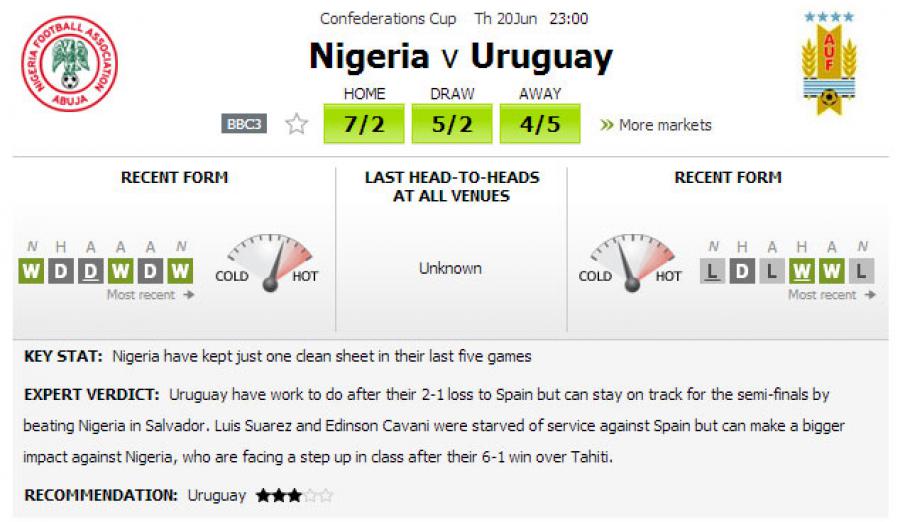 Confederations Cup Th 20Jun 23:00
NIGERIA FOOTBALL ASSOCIATION
ABUJA
AUF
Nigeria v Uruguay
HOME DRAW AWAY
BBC3 7/2 5/2 4/5 » More markets
RECENT FORM
N H A A A N
W D D W D W
Most recent →
COLD HOT
LAST HEAD-TO-HEADS
AT ALL VENUES
Unknown
RECENT FORM
COLD HOT
N H A H A N
L D L W W L
Most recent →
KEY STAT: Nigeria have kept just one clean sheet in their last five games
EXPERT VERDICT: Uruguay have work to do after their 2-1 loss to Spain but can stay on track for the semi-finals by
beating Nigeria in Salvador. Luis Suarez and Edinson Cavani were starved of service against Spain but can make a bigger
impact against Nigeria, who are facing a step up in class after their 6-1 win over Tahiti.
RECOMMENDATION: Uruguay ★★★☆☆